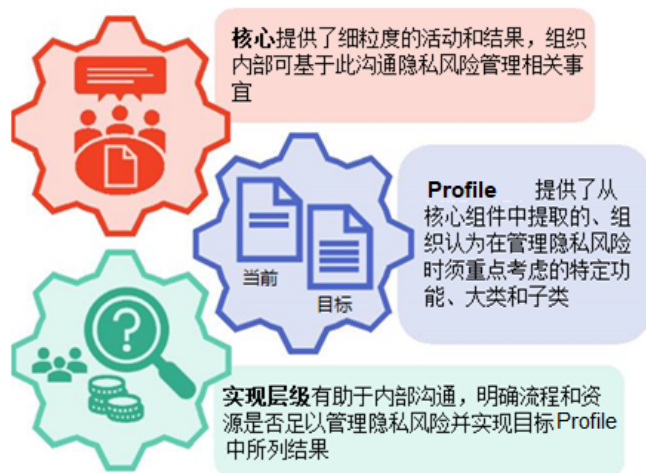 核心提供了细粒度的活动和结果，组织
内部可基于此沟通隐私风险管理相关事
宜
Profile 提供了从
核心组件中提取的、组
织认为在管理隐私风险
时须重点考虑的特定功
能、大类和子类
当前
目标
?
实现层级有助于内部沟通，明确流程和资
源是否足以管理隐私风险并实现目标Profile
中所列结果